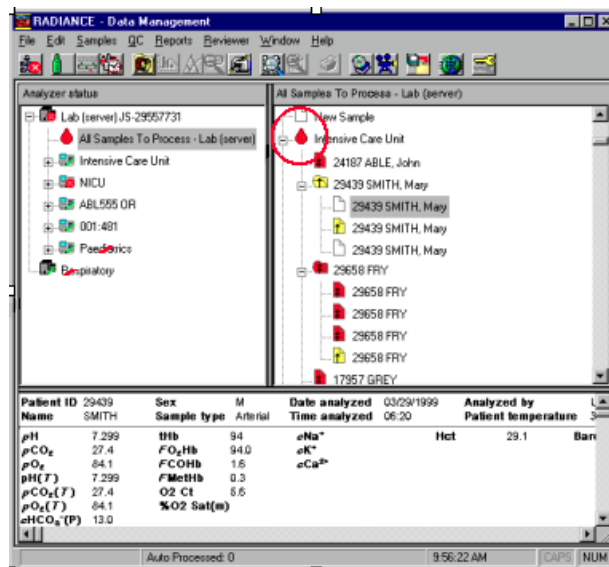 RADIANCE - Data Management
File Edit Samples QC Reports Reviewer Window Help
Analyzer status
All Samples To Process - Lab (server)
Lab (server) JS-29557731
All Samples To Process - Lab (server)
Intensive Care Unit
NICU
ABL555 OR
001:481
Paediatrics
Respiratory
New Sample
Intensive Care Unit
24187 ABLE, John
29439 SMITH, Mary
29439 SMITH, Mary
29439 SMITH, Mary
29439 SMITH, Mary
29658 FRY
29658 FRY
29658 FRY
29658 FRY
29658 FRY
17957 GREY
Patient ID 29439 Sex M Date analyzed 03/29/1999 Analyzed by
Name SMITH Sample type Arterial Time analyzed 06:20 Patient temperature
pH 7.299 tHb 94 cNa⁺ Hct 29.1
pCO₂ 27.4 FO₂Hb 94.0 cK⁺
pO₂ 84.1 FCOHb 1.6 cCa²⁺
pH(T) 7.299 FMetHb 0.3
pCO₂(T) 27.4 O2 Ct 5.6
pO₂(T) 84.1 %O2 Sat(m)
cHCO₃⁻(P) 13.0
Auto Processed: 0 9:56:22 AM CAPS NUM